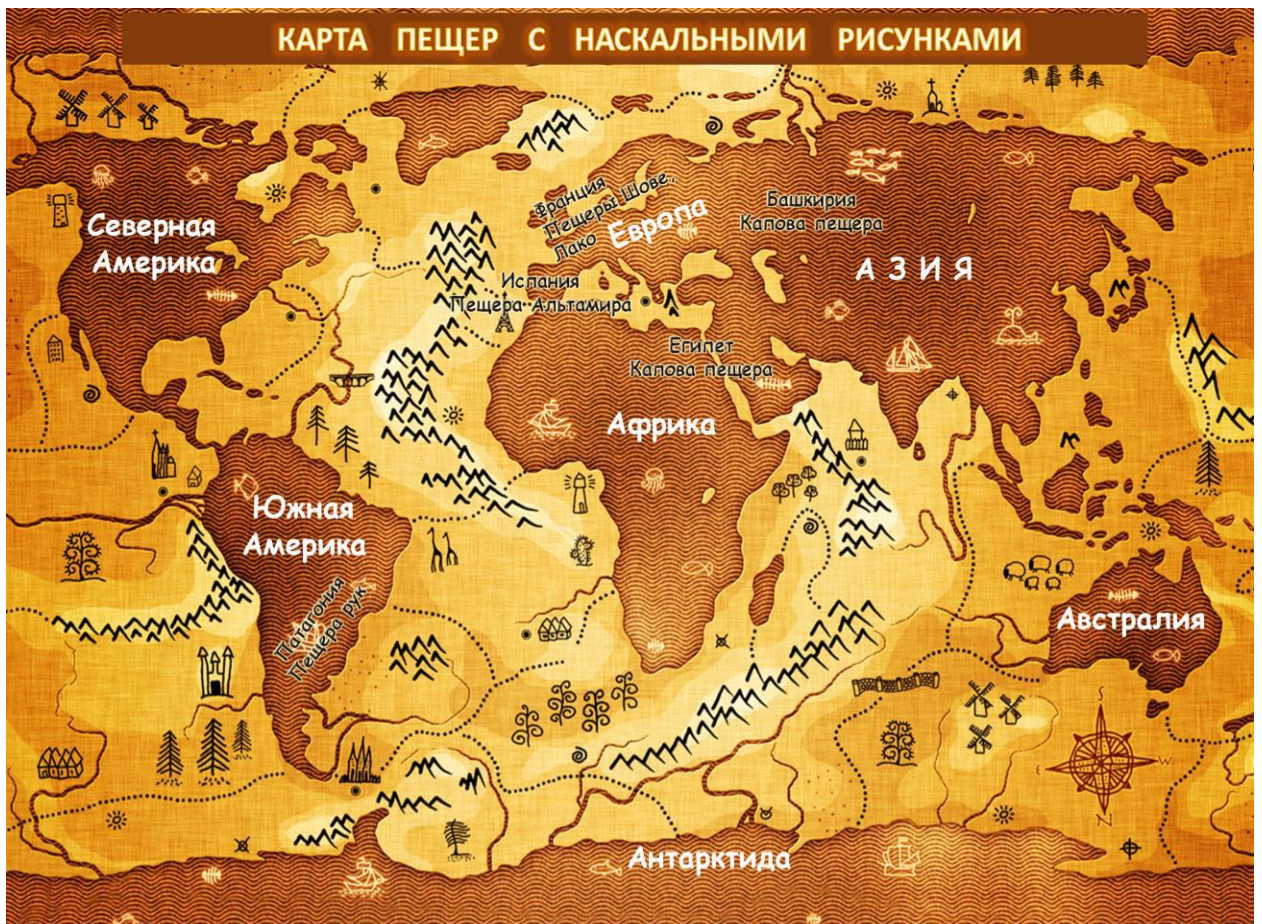 КАРТА ПЕЩЕР С НАСКАЛЬНЫМИ РИСУНКАМИ
Северная
Америка
Франция
Пещеры Шове,
Лако
Европа
Башкирия
Капова пещера
АЗИЯ
Испания
Пещера Альтамира
Египет
Капова пещера
Африка
Южная
Америка
Патагония
Пещера рук
Австралия
S
E
W
N
Антарктида